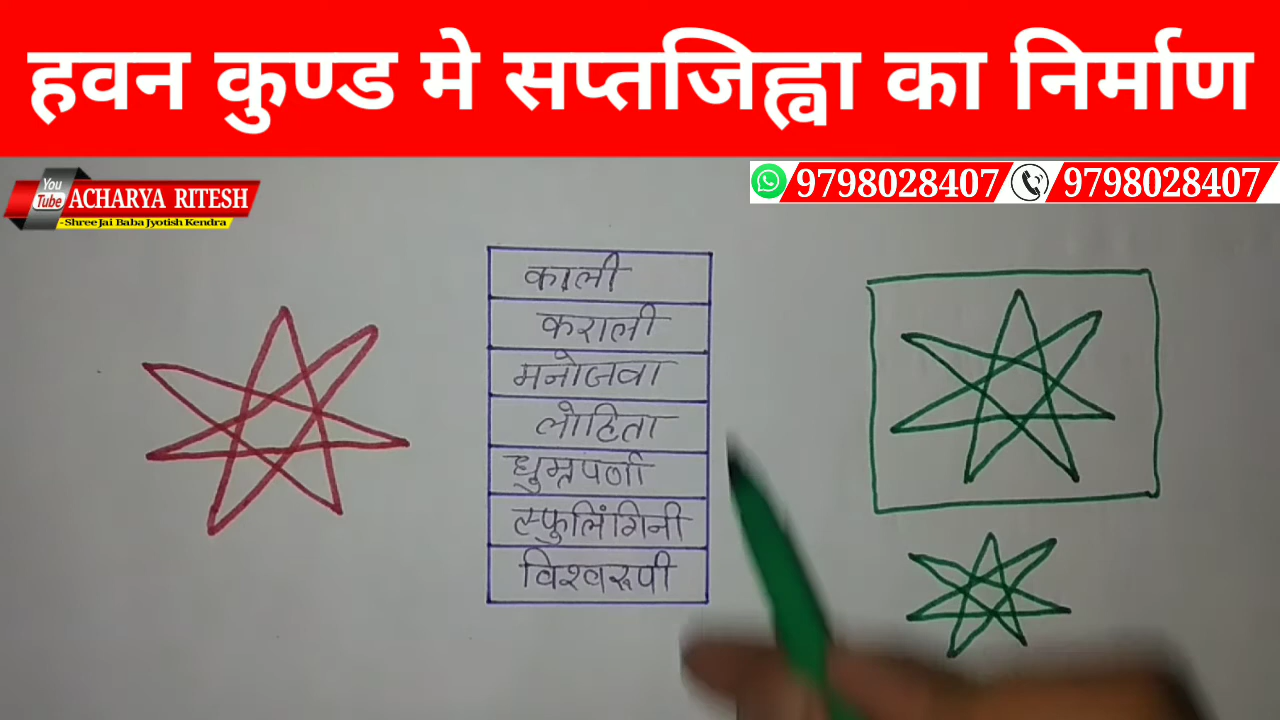 हवन कुण्ड मे सप्तजिह्वा का निर्माण
You
Tube
ACHARYA RITESH
-Shree Jai Baba Jyotish Kendra
9798028407
9798028407
काली
कराली
मनोजवा
लोहिता
धुम्रपर्णा
स्फुलिंगिनी
विश्वरूपी